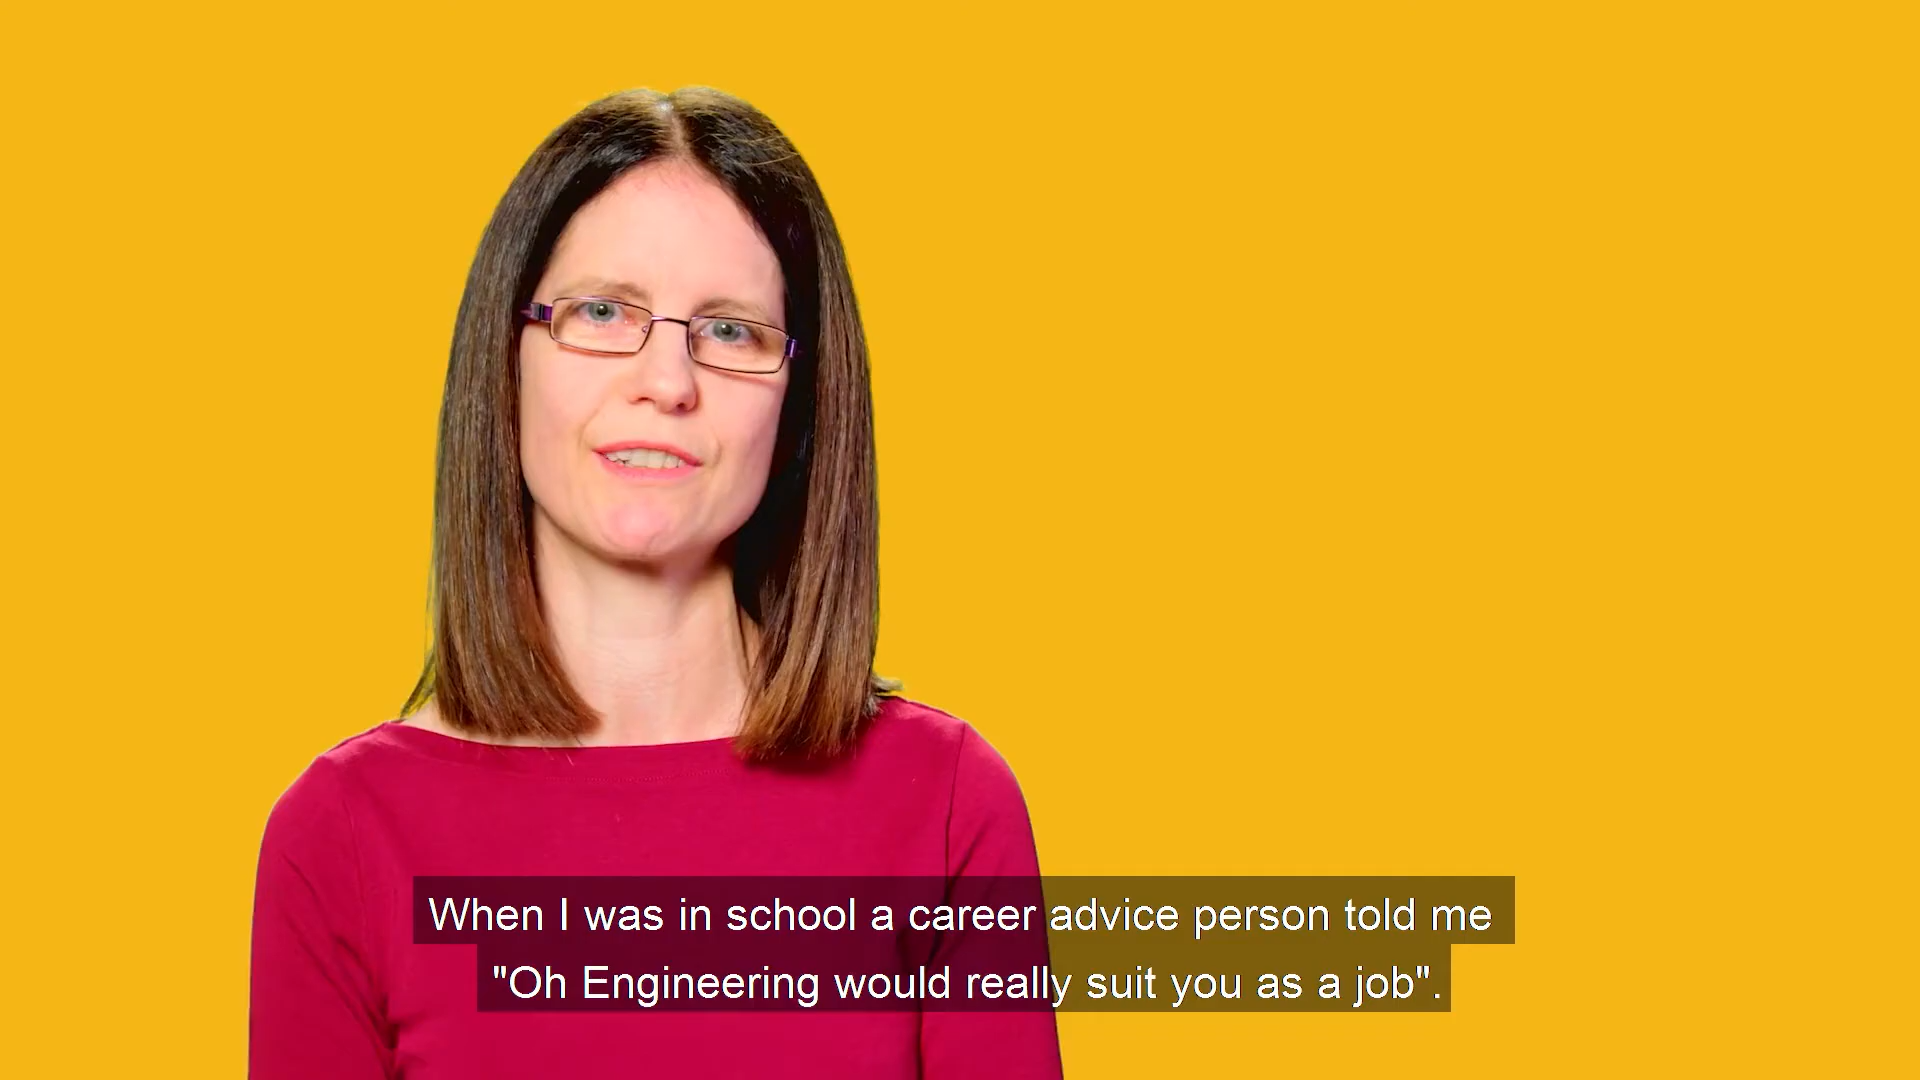 When I was in school a career advice person told me
"Oh Engineering would really suit you as a job".